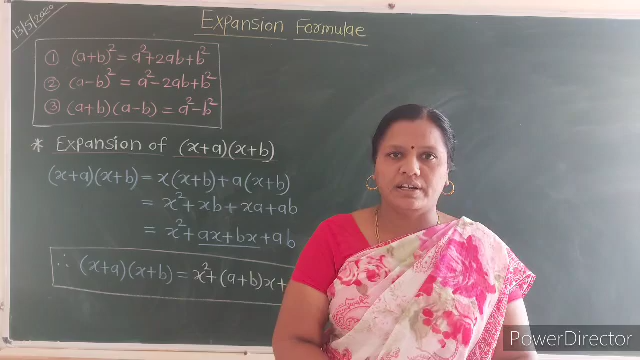 13/5/2020
Expansion Formulae
① (a+b)² = a²+2ab+b²
② (a-b)² = a²-2ab+b²
③ (a+b)(a-b) = a²-b²
* Expansion of (x+a)(x+b)
(x+a)(x+b) = x(x+b)+a(x+b)
= x²+xb+xa+ab
= x²+ax+bx+ab
∴ (x+a)(x+b) = x²+(a+b)x+
PowerDirector